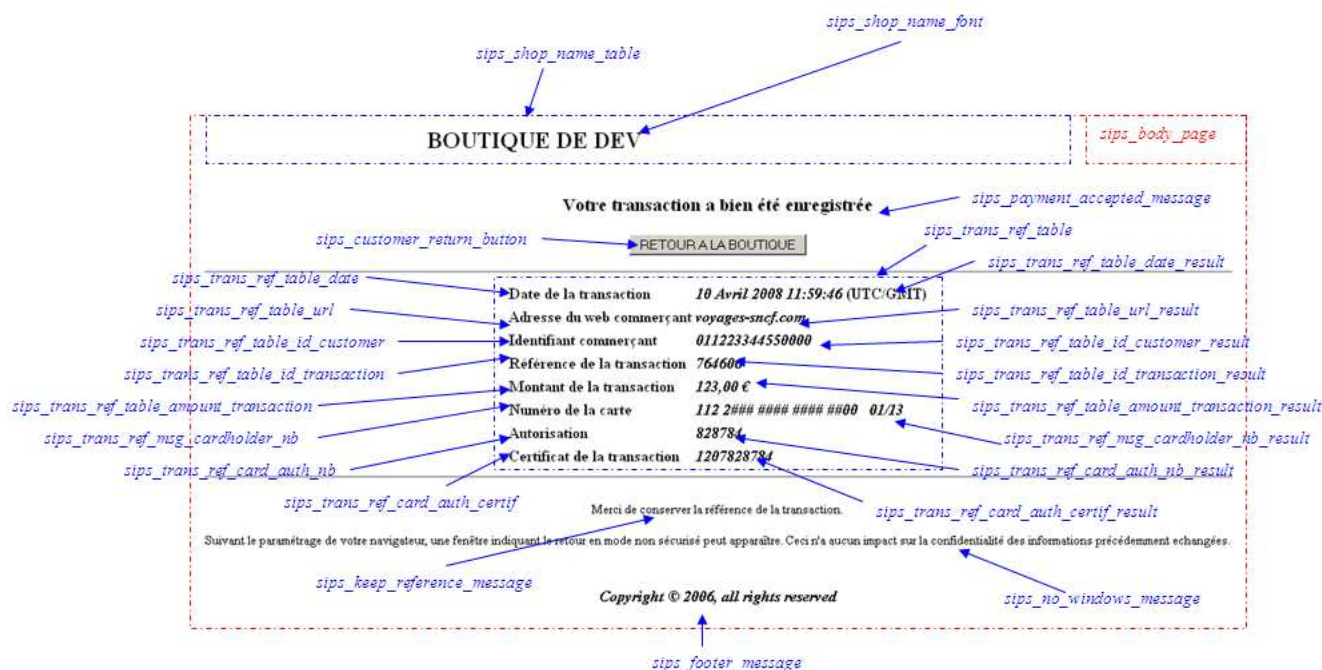 sips_shop_name_font
sips_shop_name_table
BOUTIQUE DE DEV
sips_body_page
Votre transaction a bien été enregistrée
sips_payment_accepted_message
sips_customer_return_button
RETOUR A LA BOUTIQUE
sips_trans_ref_table
sips_trans_ref_table_date
sips_trans_ref_table_date_result
Date de la transaction 10 Avril 2008 11:59:46 (UTC/GMT)
sips_trans_ref_table_url
Adresse du web commerçant voyages-sncf.com
sips_trans_ref_table_url_result
sips_trans_ref_table_id_customer
Identifiant commerçant 011223344550000
sips_trans_ref_table_id_customer_result
sips_trans_ref_table_id_transaction
Référence de la transaction 764606
sips_trans_ref_table_id_transaction_result
sips_trans_ref_table_amount_transaction
Montant de la transaction 123,00 €
sips_trans_ref_table_amount_transaction_result
sips_trans_ref_msg_cardholder_nb
Numéro de la carte 112 2### #### #### ##00 01/13
sips_trans_ref_msg_cardholder_nb_result
sips_trans_ref_card_auth_nb
Autorisation 828784
sips_trans_ref_card_auth_nb_result
Certificat de la transaction 1207828784
sips_trans_ref_card_auth_certif
sips_trans_ref_card_auth_certif_result
Merci de conserver la référence de la transaction.
Suivant le paramétrage de votre navigateur, une fenêtre indiquant le retour en mode non sécurisé peut apparaître. Ceci n'a aucun impact sur la confidentialité des informations précédemment echangées.
sips_keep_reference_message
sips_no_windows_message
Copyright © 2006, all rights reserved
sips_footer_message